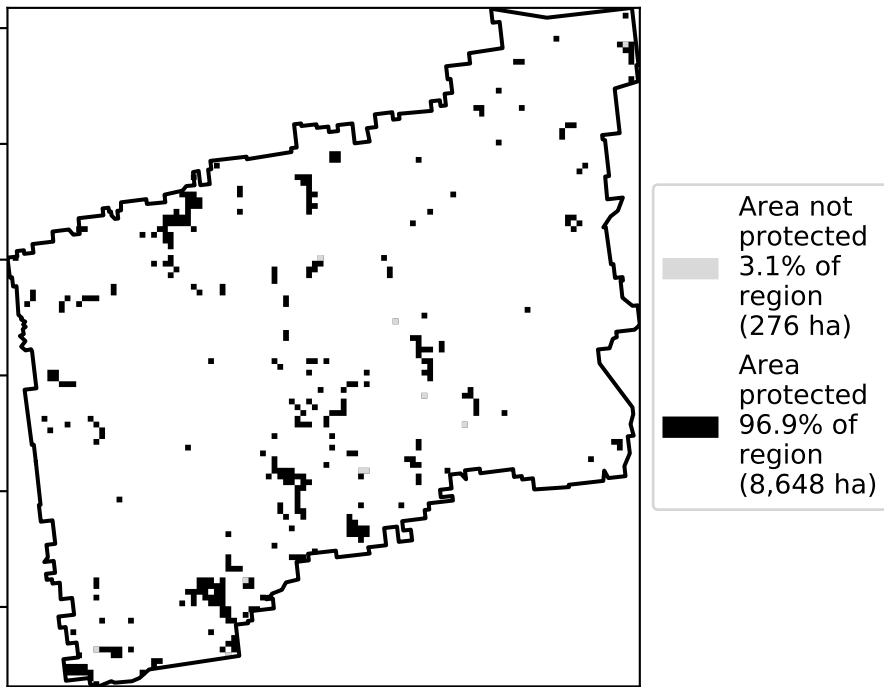 Area not
protected
3.1% of
region
(276 ha)
Area
protected
96.9% of
region
(8,648 ha)